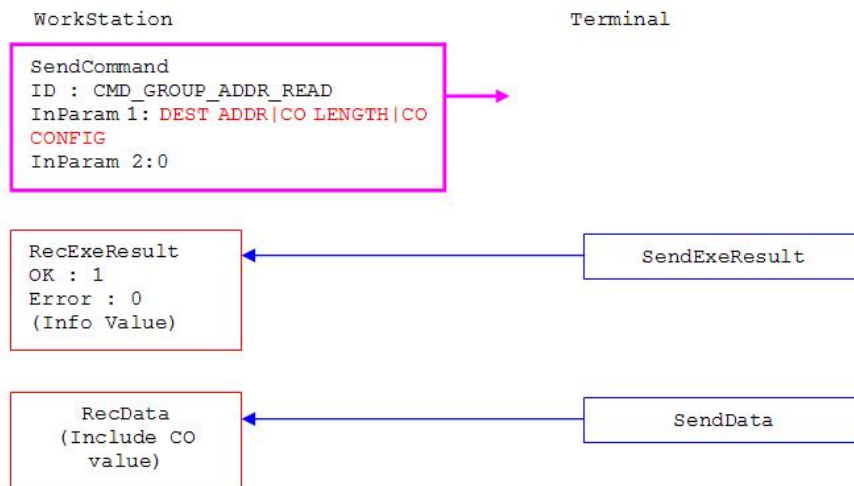 WorkStation
Terminal
SendCommand
ID : CMD_GROUP_ADDR_READ
InParam 1: DEST ADDR|CO LENGTH|CO
CONFIG
InParam 2:0
RecExeResult
OK : 1
Error : 0
(Info Value)
SendExeResult
RecData
(Include CO
value)
SendData